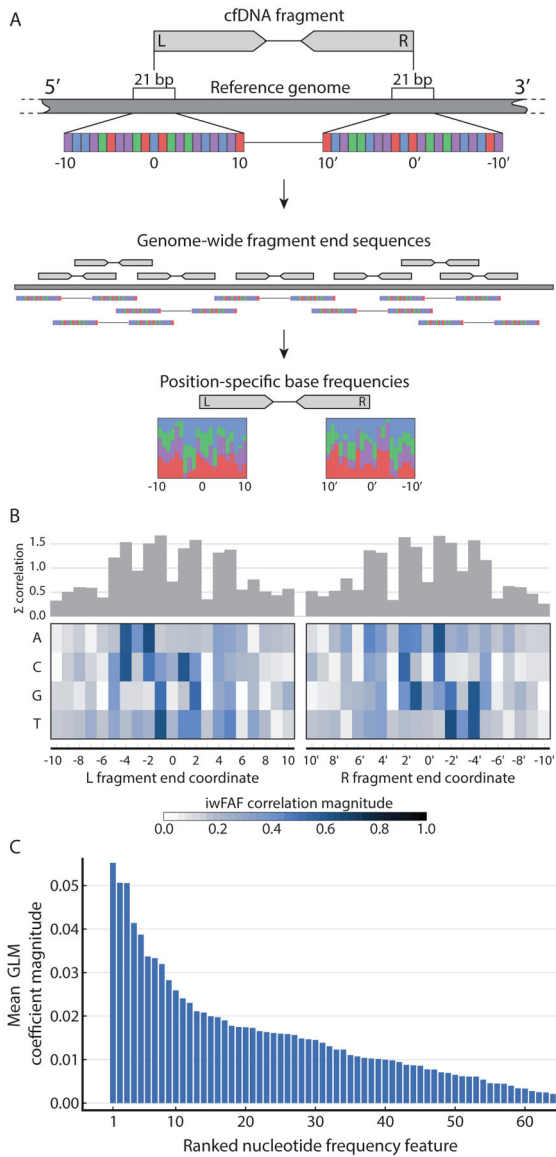 A
cfDNA fragment
L R
21 bp 21 bp
5′ Reference genome 3′
-10 0 10 10′ 0′ -10′
Genome-wide fragment end sequences
Position-specific base frequencies
L R
-10 0 10 10′ 0′ -10′
B
Σ correlation
1.5
1.0
0.5
0.0
A
C
G
T
-10 -8 -6 -4 -2 0 2 4 6 8 10 10' 8' 6' 4' 2' 0' -2' -4' -6' -8' -10'
L fragment end coordinate R fragment end coordinate
iwFAF correlation magnitude
0.0 0.2 0.4 0.6 0.8 1.0
C
Mean GLM
coefficient magnitude
0.05
0.04
0.03
0.02
0.01
0.00
1 10 20 30 40 50 60
Ranked nucleotide frequency feature